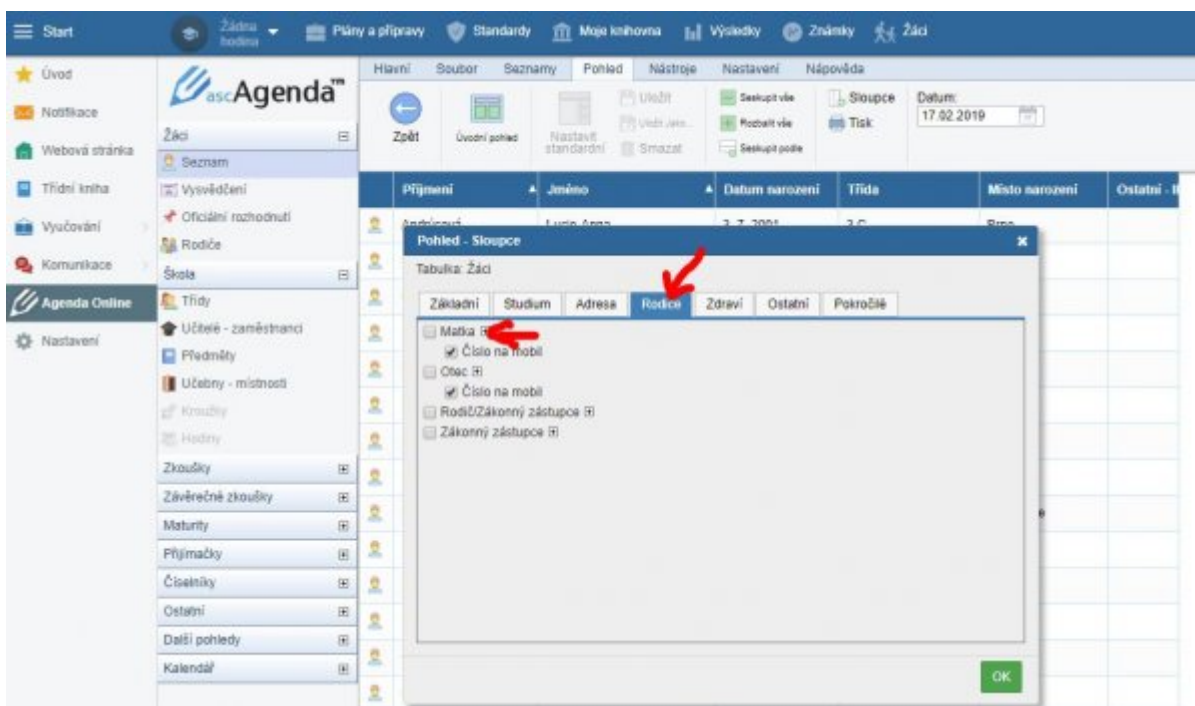 Start
Žádná hodina
Plány a přípravy
Standardy
Moje knihovna
Výsledky
Známky
Žáci
Úvod
Notifikace
Webová stránka
Třídní kniha
Vyučování
Komunikace
Agenda Online
Nastavení
ascAgenda™
Žáci
Seznam
Vysvědčení
Oficiální rozhodnutí
Rodiče
Škola
Třídy
Učitelé - zaměstnanci
Předměty
Učebny - místnosti
Kroužky
Hodiny
Zkoušky
Závěrečné zkoušky
Maturity
Přijímačky
Číselníky
Ostatní
Další pohledy
Kalendář
Hlavní Soubor Seznamy Pohled Nástroje Nastavení Nápověda
Zpět
Úvodní pohled
Nastavit standardní
Uložit
Uložit Jako...
Smazat
Seskupit vše
Rozbalit vše
Seskupit podle
Sloupce
Tisk
Datum:
17.02.2019
Příjmení Jméno Datum narození Třída Místo narození Ostatní -
Pohled - Sloupce
Tabulka: Žáci
Základní Studium Adresa Rodiče Zdraví Ostatní Pokročilé
Matka
Číslo na mobil
Otec
Číslo na mobil
Rodič/Zákonný zástupce
Zákonný zástupce
OK